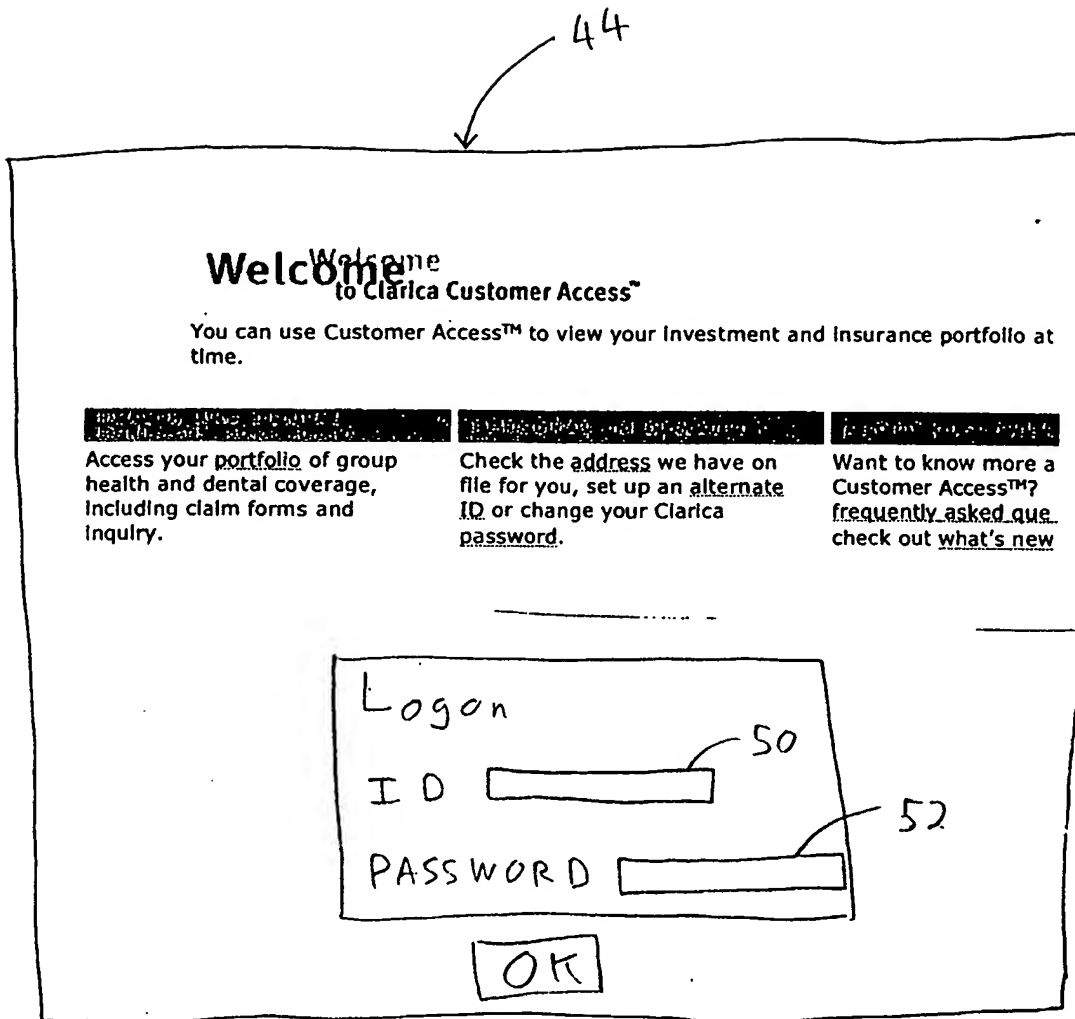 44
Welcome
Welcome
to Clarica Customer Access™
You can use Customer Access™ to view your investment and insurance portfolio at
time.
Access your portfolio of group
health and dental coverage,
including claim forms and
inquiry.
Check the address we have on
file for you, set up an alternate
ID or change your Clarica
password.
Want to know more a
Customer Access™?
frequently asked que
check out what's new
Logon
ID
50
PASSWORD
52
OK